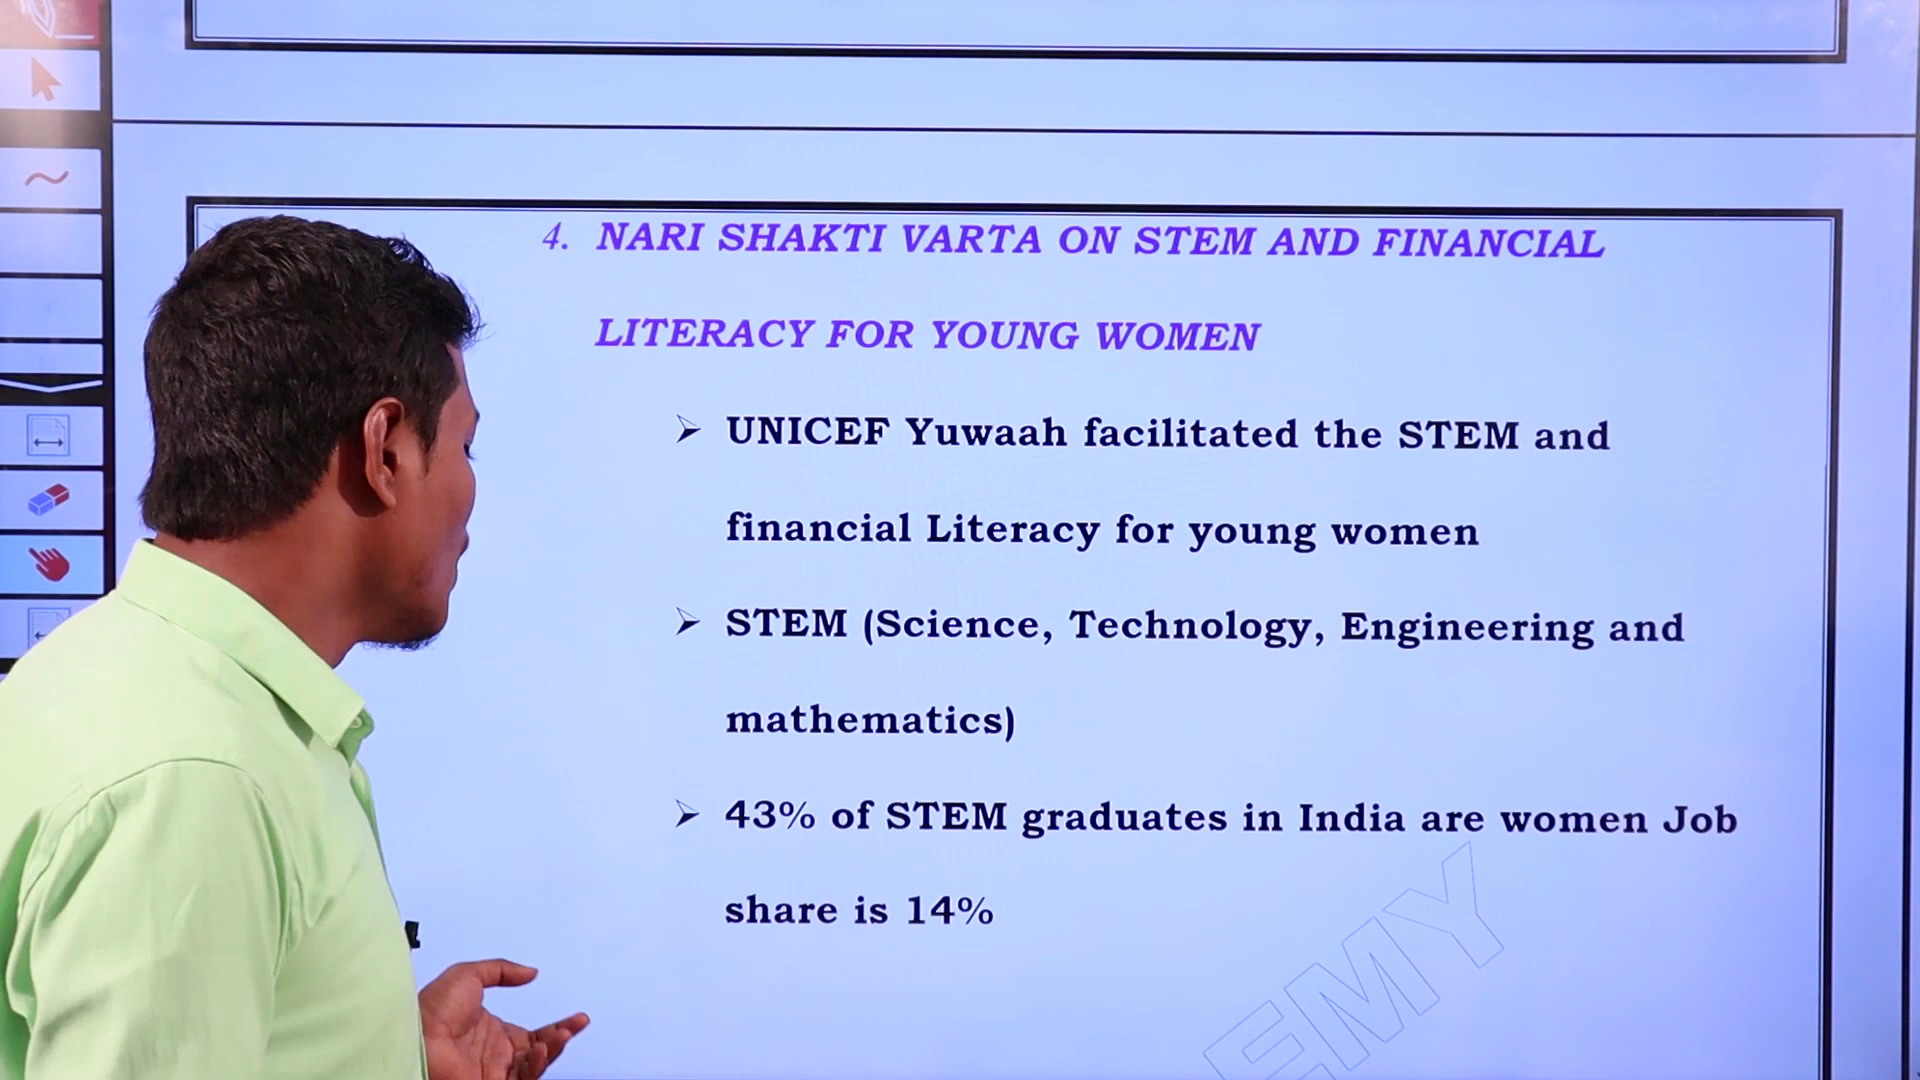 4. NARI SHAKTI VARTA ON STEM AND FINANCIAL
LITERACY FOR YOUNG WOMEN
➢ UNICEF Yuwaah facilitated the STEM and
financial Literacy for young women
➢ STEM (Science, Technology, Engineering and
mathematics)
➢ 43% of STEM graduates in India are women Job
share is 14%
EMY